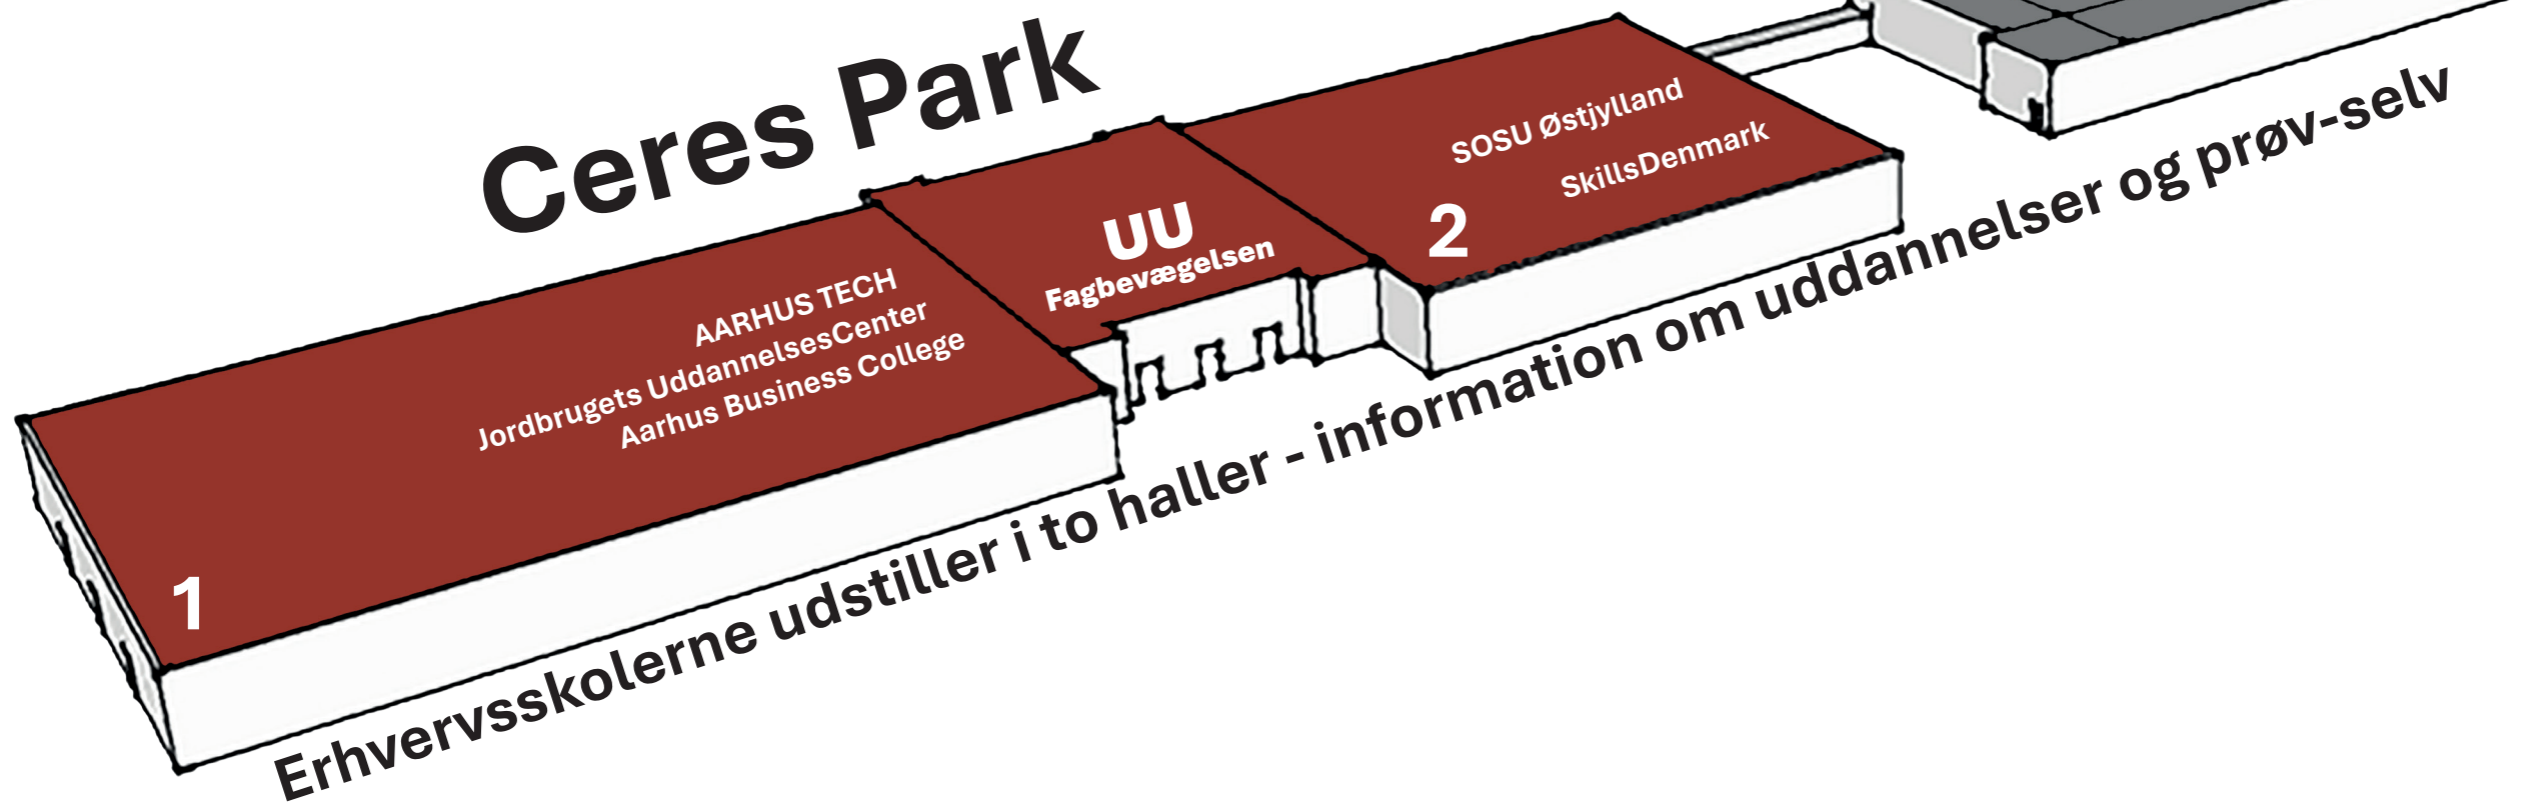 Ceres Park
SOSU Østjylland
SkillsDenmark
2
UU
Fagbevægelsen
AARHUS TECH
Jordbrugets UddannelsesCenter
Aarhus Business College
1
Erhvervsskolerne udstiller i to haller - information om uddannelser og prøv-selv